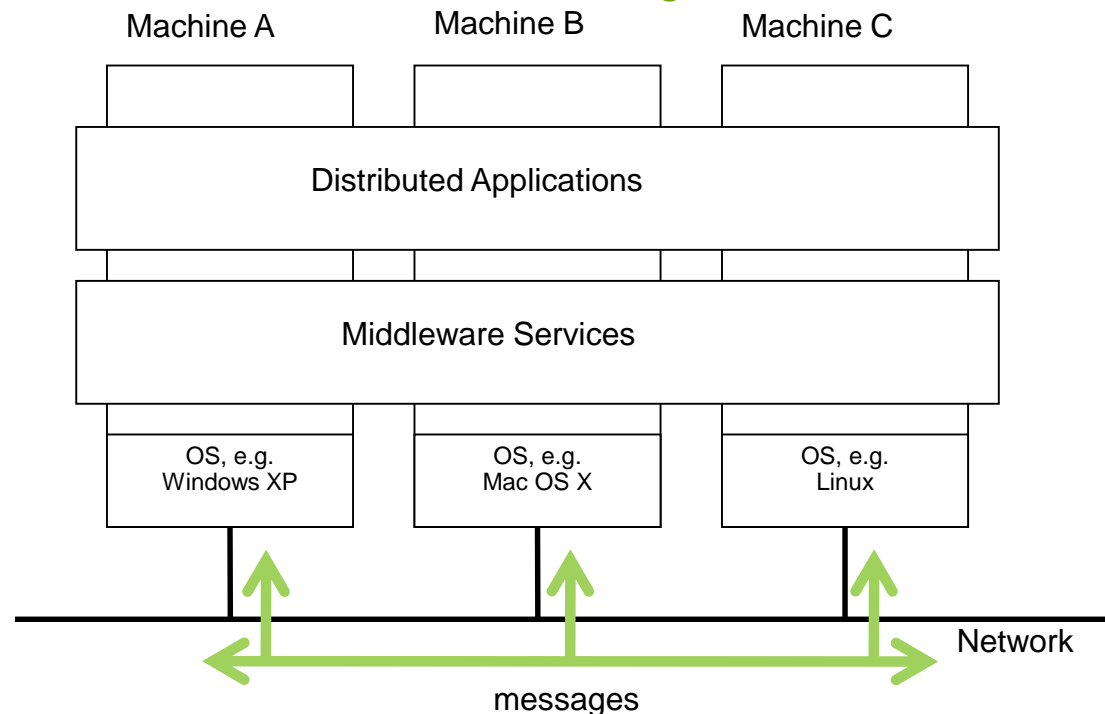 Machine A
Machine B
Machine C
Distributed Applications
Middleware Services
OS, e.g.
Windows XP
OS, e.g.
Mac OS X
OS, e.g.
Linux
Network
messages